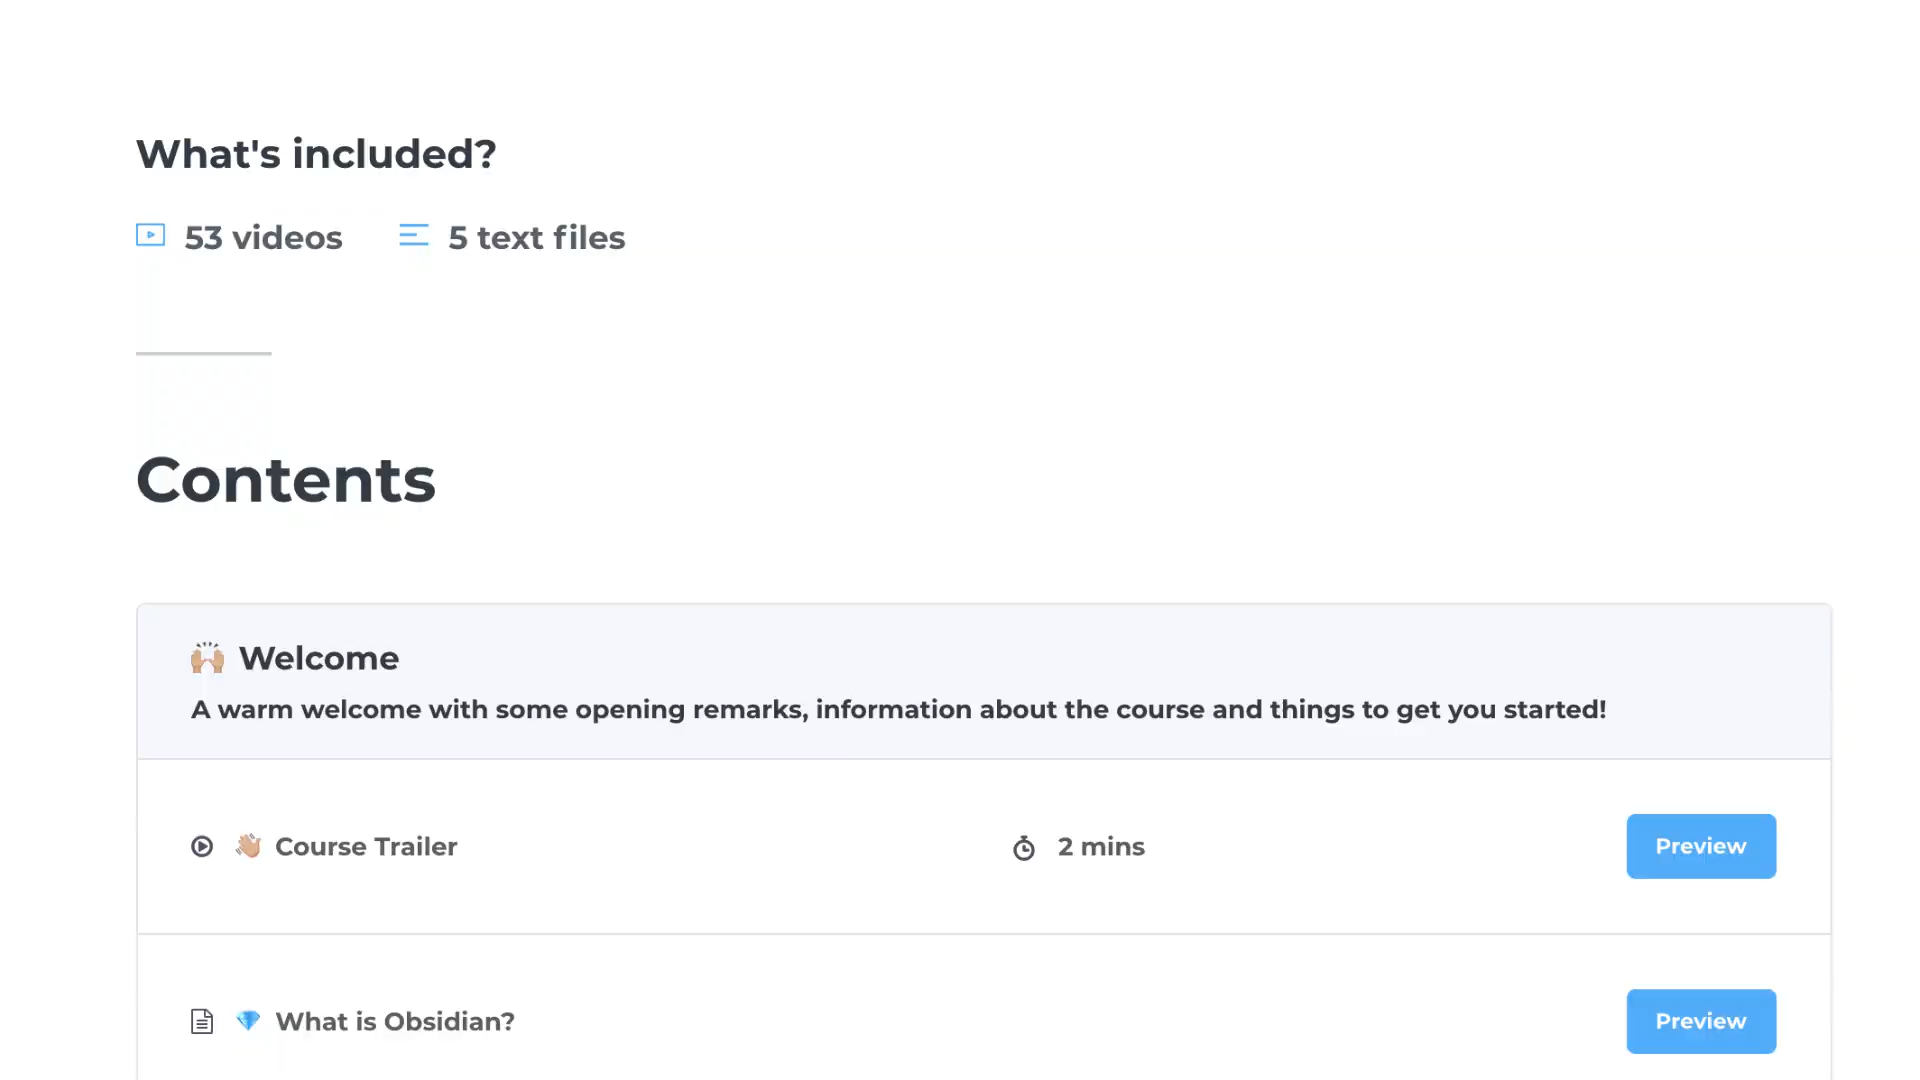 What's included?
53 videos 5 text files
Contents
🙌🏼 Welcome
A warm welcome with some opening remarks, information about the course and things to get you started!
👋🏼 Course Trailer 2 mins Preview
💎 What is Obsidian? Preview